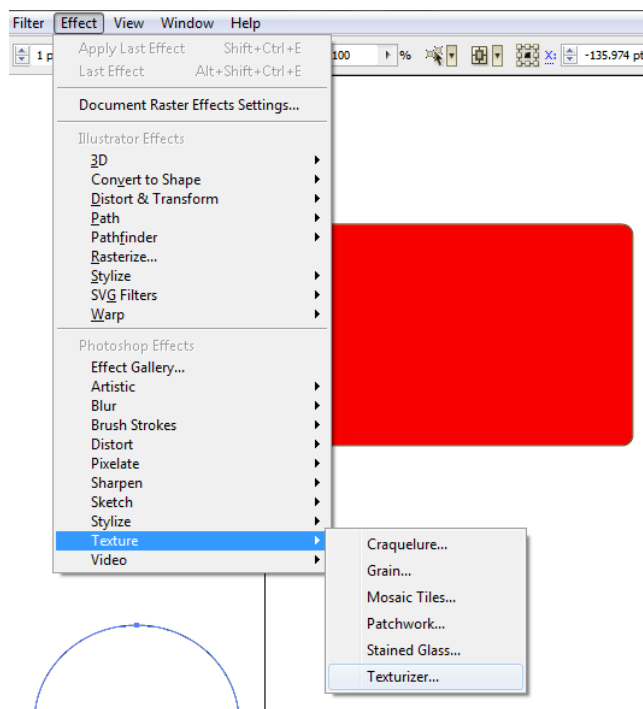 Filter Effect View Window Help
1 p 100 % X: -135.974 pt
Apply Last Effect Shift+Ctrl+E
Last Effect Alt+Shift+Ctrl+E
Document Raster Effects Settings...
Illustrator Effects
3D
Convert to Shape
Distort & Transform
Path
Pathfinder
Rasterize...
Stylize
SVG Filters
Warp
Photoshop Effects
Effect Gallery...
Artistic
Blur
Brush Strokes
Distort
Pixelate
Sharpen
Sketch
Stylize
Texture
Video
Craquelure...
Grain...
Mosaic Tiles...
Patchwork...
Stained Glass...
Texturizer...